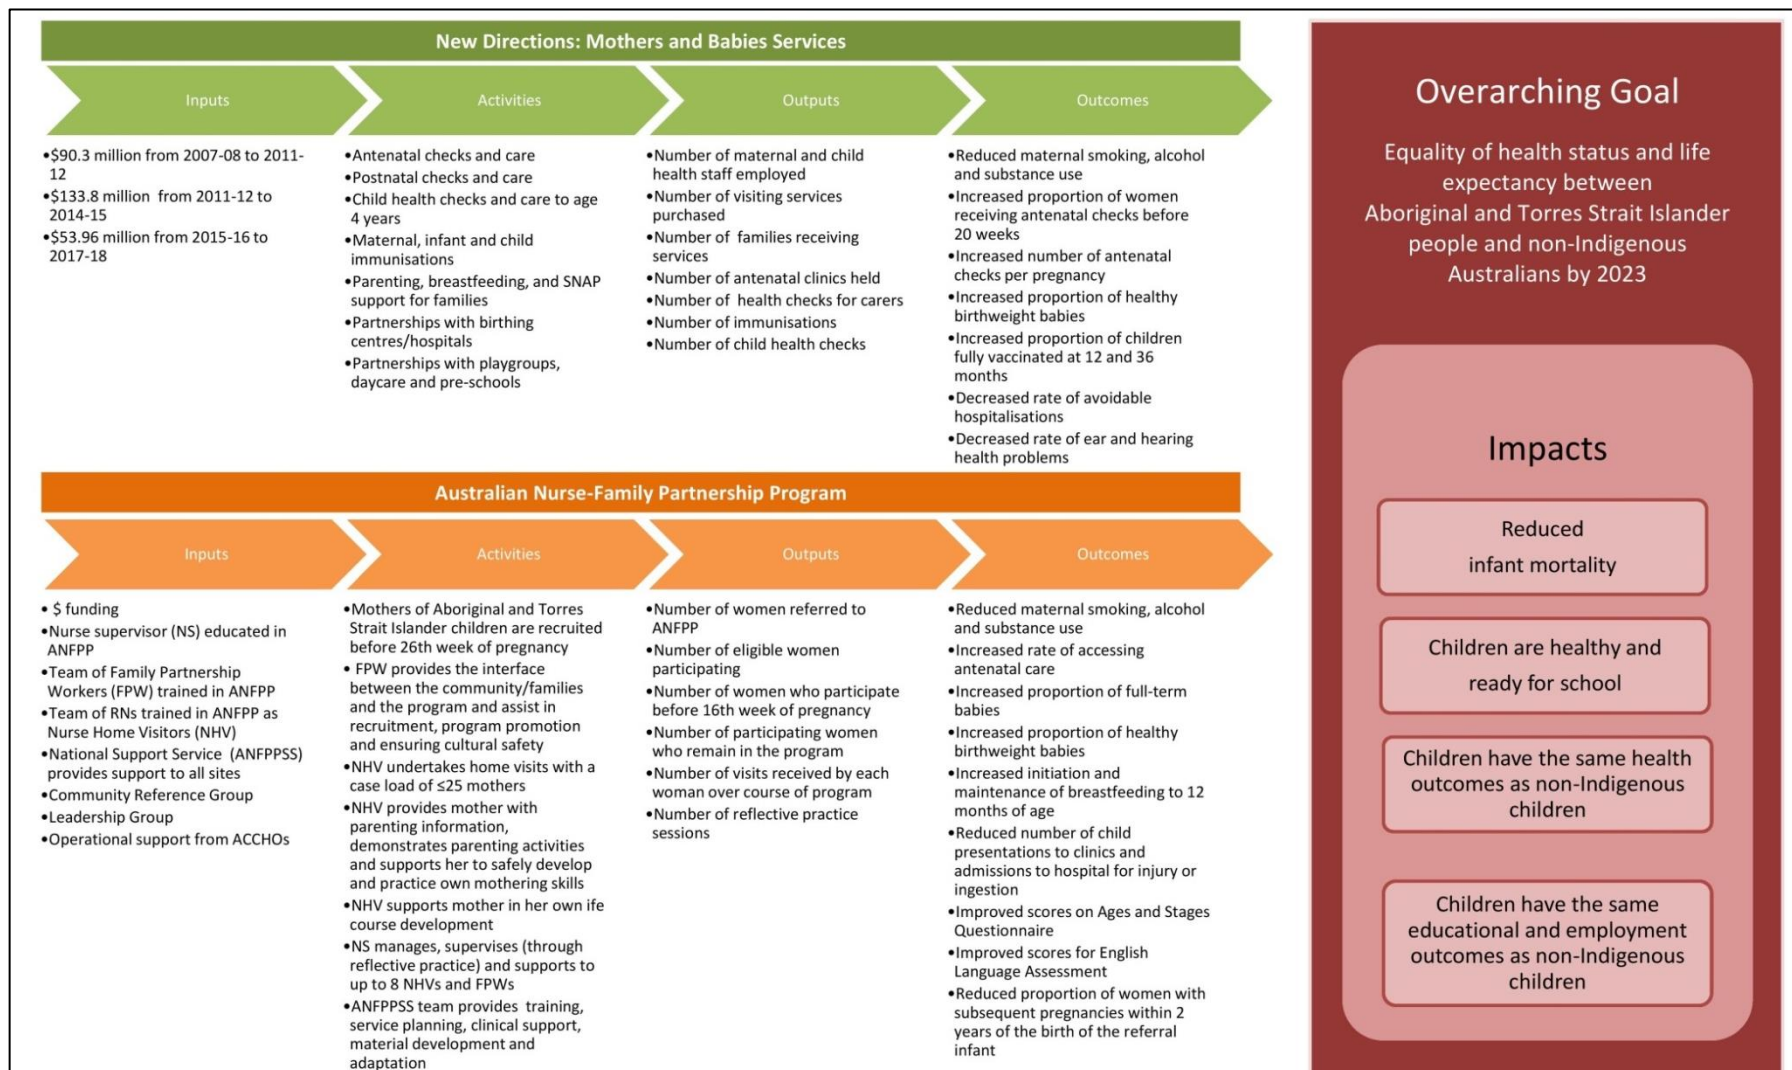 New Directions: Mothers and Babies Services
Inputs
Activities
Outputs
Outcomes
•$90.3 million from 2007-08 to 2011-
12
•$133.8 million from 2011-12 to
2014-15
•$53.96 million from 2015-16 to
2017-18
•Antenatal checks and care
•Postnatal checks and care
•Child health checks and care to age
4 years
•Maternal, infant and child
immunisations
•Parenting, breastfeeding, and SNAP
support for families
•Partnerships with birthing
centres/hospitals
•Partnerships with playgroups,
daycare and pre-schools
•Number of maternal and child
health staff employed
•Number of visiting services
purchased
•Number of families receiving
services
•Number of antenatal clinics held
•Number of health checks for carers
•Number of immunisations
•Number of child health checks
•Reduced maternal smoking, alcohol
and substance use
•Increased proportion of women
receiving antenatal checks before
20 weeks
•Increased number of antenatal
checks per pregnancy
•Increased proportion of healthy
birthweight babies
•Increased proportion of children
fully vaccinated at 12 and 36
months
•Decreased rate of avoidable
hospitalisations
•Decreased rate of ear and hearing
health problems
Australian Nurse-Family Partnership Program
Inputs
Activities
Outputs
Outcomes
• $ funding
•Nurse supervisor (NS) educated in
ANFPP
•Team of Family Partnership
Workers (FPW) trained in ANFPP
•Team of RNs trained in ANFPP as
Nurse Home Visitors (NHV)
•National Support Service (ANFPPSS)
provides support to all sites
•Community Reference Group
•Leadership Group
•Operational support from ACCHOs
•Mothers of Aboriginal and Torres
Strait Islander children are recruited
before 26th week of pregnancy
• FPW provides the interface
between the community/families
and the program and assist in
recruitment, program promotion
and ensuring cultural safety
•NHV undertakes home visits with a
case load of ≤25 mothers
•NHV provides mother with
parenting information,
demonstrates parenting activities
and supports her to safely develop
and practice own mothering skills
•NHV supports mother in her own ife
course development
•NS manages, supervises (through
reflective practice) and supports to
up to 8 NHVs and FPWs
•ANFPPSS team provides training,
service planning, clinical support,
material development and
adaptation
•Number of women referred to
ANFPP
•Number of eligible women
participating
•Number of women who participate
before 16th week of pregnancy
•Number of participating women
who remain in the program
•Number of visits received by each
woman over course of program
•Number of reflective practice
sessions
•Reduced maternal smoking, alcohol
and substance use
•Increased rate of accessing
antenatal care
•Increased proportion of full-term
babies
•Increased proportion of healthy
birthweight babies
•Increased initiation and
maintenance of breastfeeding to 12
months of age
•Reduced number of child
presentations to clinics and
admissions to hospital for injury or
ingestion
•Improved scores on Ages and Stages
Questionnaire
•Improved scores for English
Language Assessment
•Reduced proportion of women with
subsequent pregnancies within 2
years of the birth of the referral
infant
Overarching Goal
Equality of health status and life
expectancy between
Aboriginal and Torres Strait Islander
people and non-Indigenous
Australians by 2023
Impacts
Reduced
infant mortality
Children are healthy and
ready for school
Children have the same health
outcomes as non-Indigenous
children
Children have the same
educational and employment
outcomes as non-Indigenous
children